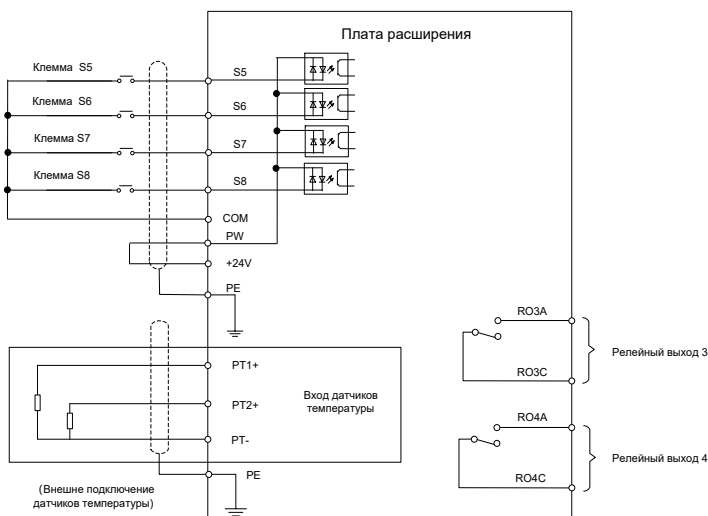 Плата расширения
Клемма S5
S5
Клемма S6
S6
Клемма S7
S7
Клемма S8
S8
COM
PW
+24V
PE
RO3A
Релейный выход 3
RO3C
PT1+
Вход датчиков
температуры
PT2+
PT-
RO4A
Релейный выход 4
RO4C
PE
(Внешне подключение
датчиков температуры)